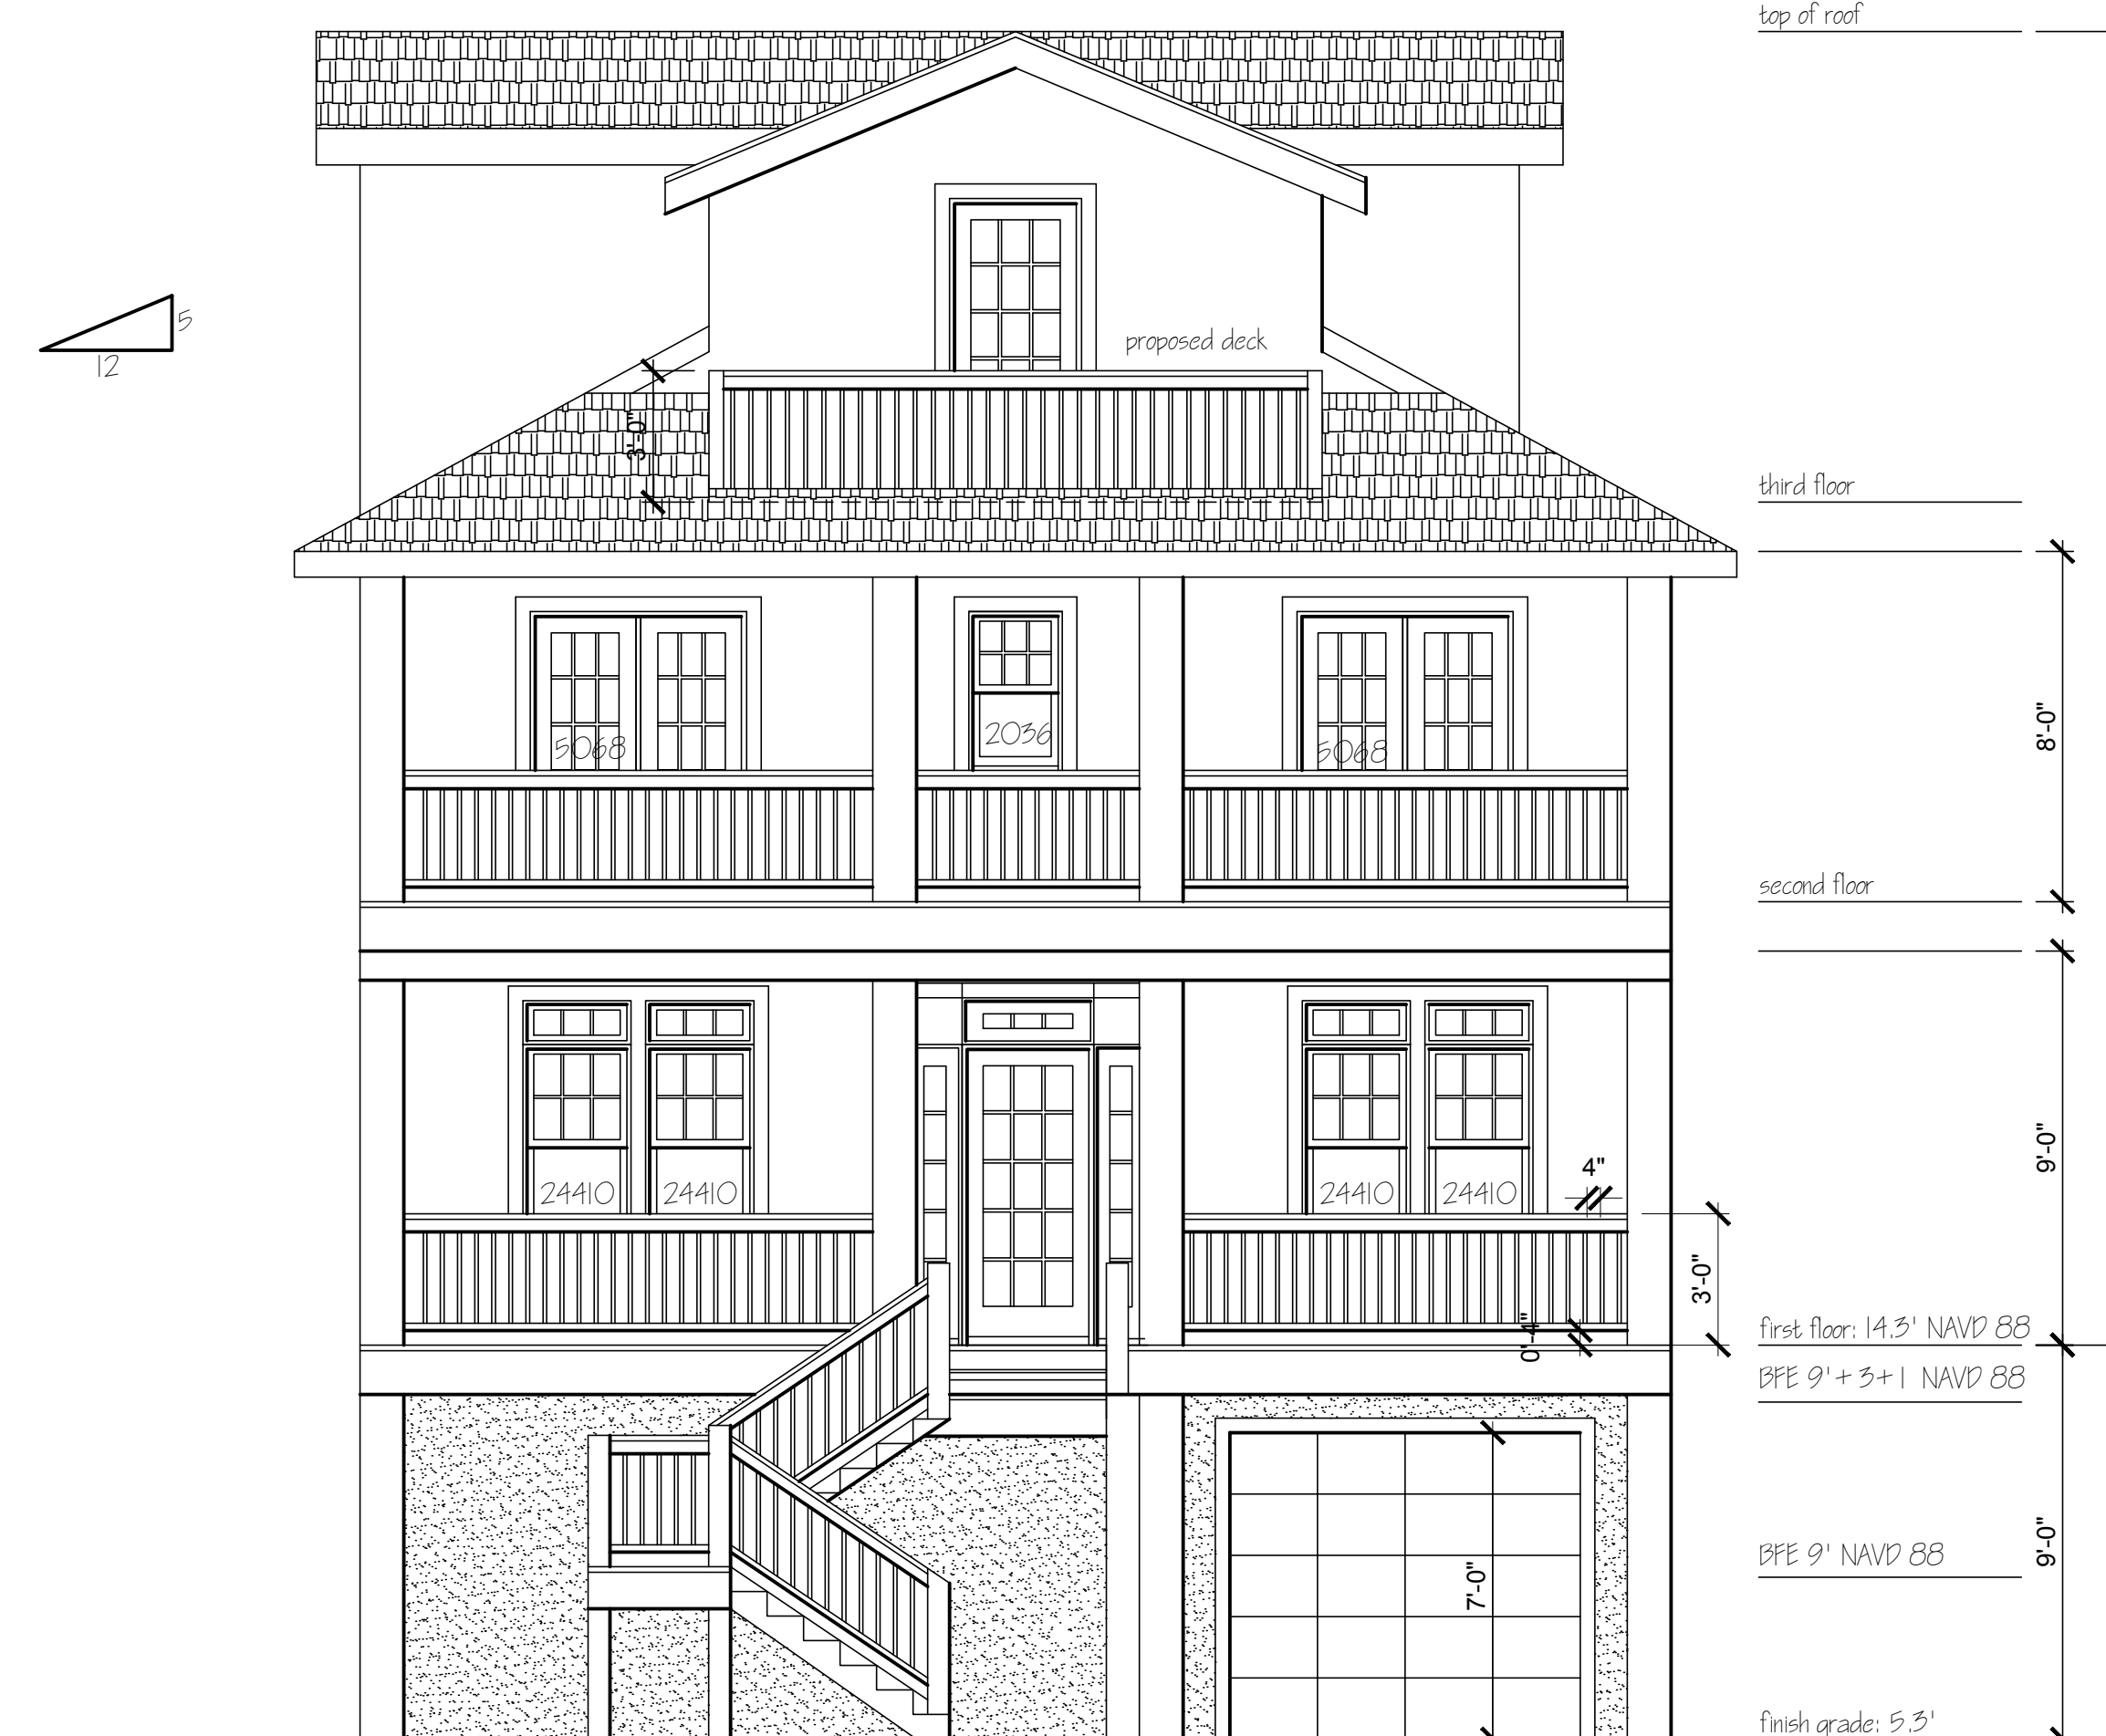 top of roof
5
12
proposed deck
3'-0"
third floor
5068
2036
5068
8'-0"
second floor
9'-0"
4"
24410
24410
24410
24410
3'-0"
0'-4"
first floor: 14.3' NAVD 88
BFE 9'+3+1 NAVD 88
BFE 9' NAVD 88
9'-0"
7'-0"
finish grade: 5.3'